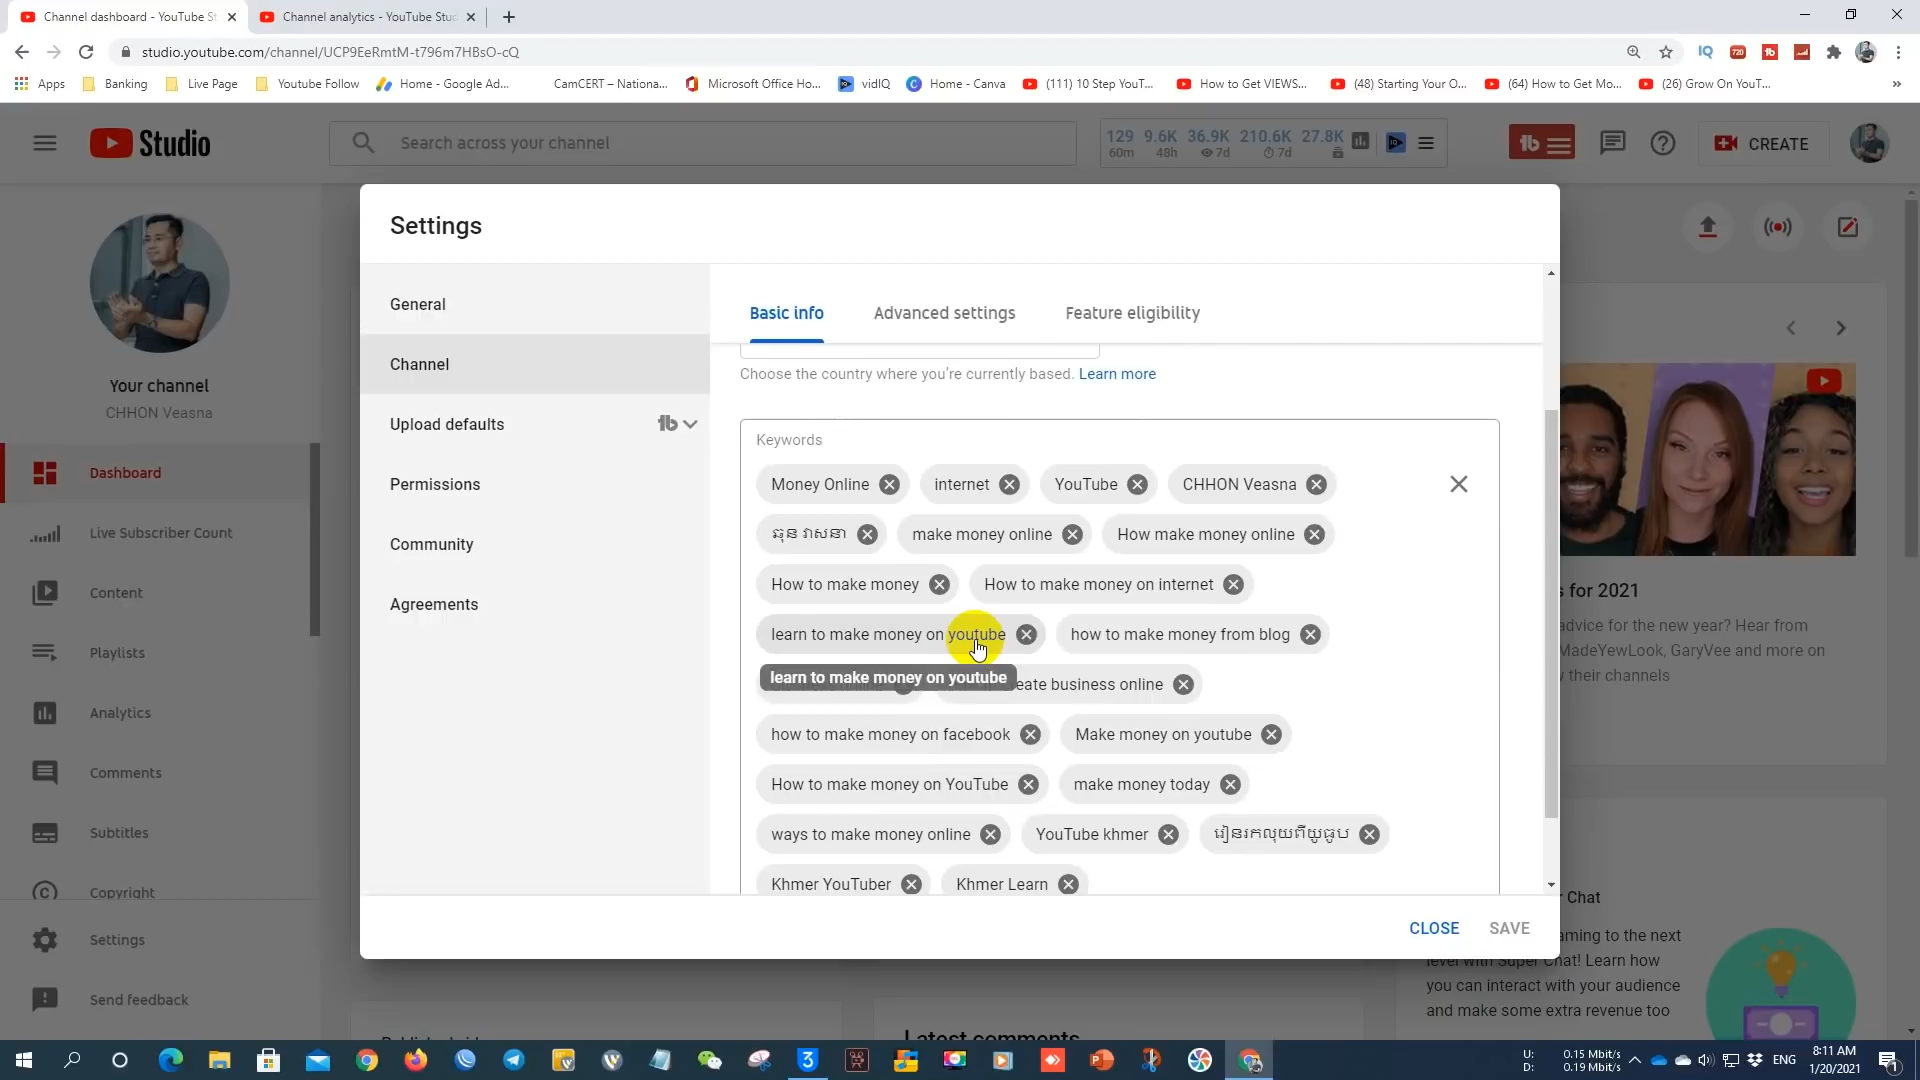 Channel dashboard - YouTube St
Channel analytics - YouTube Stud
studio.youtube.com/channel/UCP9EeRmtM-t796m7HBsO-cQ
Apps
Banking
Live Page
Youtube Follow
Home - Google Ad...
CamCERT – Nationa...
Microsoft Office Ho...
vidIQ
Home - Canva
(111) 10 Step YouT...
How to Get VIEWS...
(48) Starting Your O...
(64) How to Get Mo...
(26) Grow On YouT...
Studio
Search across your channel
129 9.6K 36.9K 210.6K 27.8K
60m 48h 7d 7d
CREATE
Settings
General
Channel
Upload defaults
Permissions
Community
Agreements
Your channel
CHHON Veasna
Dashboard
Live Subscriber Count
Content
Playlists
Analytics
Comments
Subtitles
Copyright
Settings
Send feedback
Basic info
Advanced settings
Feature eligibility
Choose the country where you're currently based. Learn more
Keywords
Money Online
internet
YouTube
CHHON Veasna
ឆុន វាសនា
make money online
How make money online
How to make money
How to make money on internet
learn to make money on youtube
how to make money from blog
learn to make money on youtube
create business online
how to make money on facebook
Make money on youtube
How to make money on YouTube
make money today
ways to make money online
YouTube khmer
រៀនរកលុយពីយូធូប
Khmer YouTuber
Khmer Learn
CLOSE
SAVE
s for 2021
advice for the new year? Hear from
MadeYewLook, GaryVee and more on
their channels
Chat
aming to the next
level with Super Chat! Learn how
you can interact with your audience
and make some extra revenue too
Latest comments
U: 0.15 Mbit/s
D: 0.19 Mbit/s
ENG
8:11 AM
1/20/2021